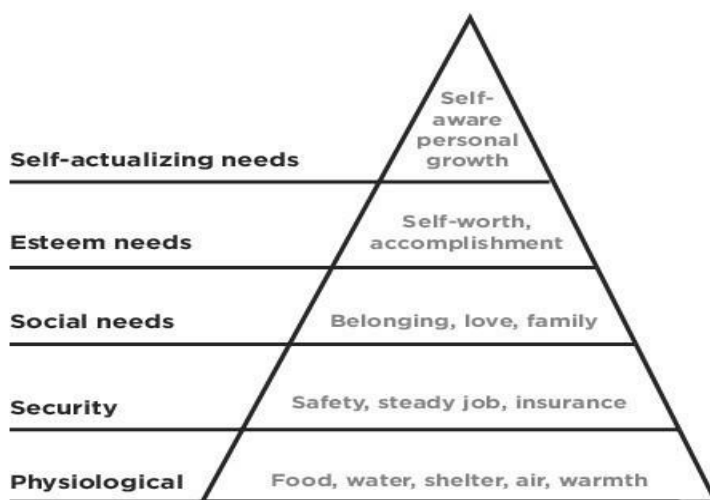 Self-
aware
personal
growth
Self-actualizing needs
Self-worth,
accomplishment
Esteem needs
Social needs
Belonging, love, family
Security
Safety, steady job, insurance
Physiological
Food, water, shelter, air, warmth